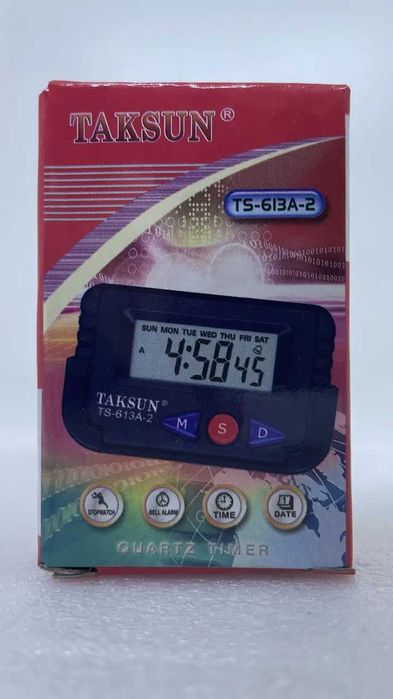 TAKSUN®
TS-613A-2
SUN MON TUE WED THU FRI SAT
A
4:58 45
TAKSUN®
TS-613A-2
M S D
STOPWATCH BELL ALARM TIME DATE
QUARTZ TIMER